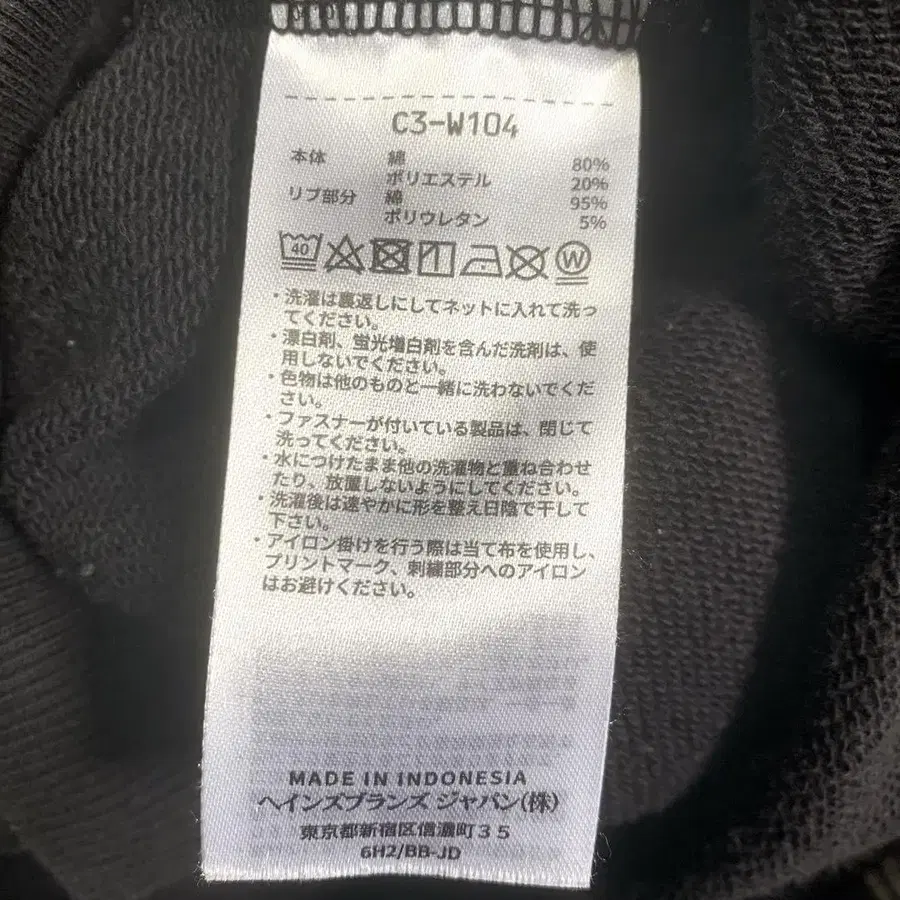 C3-W104
本体 綿 80%
ポリエステル 20%
リブ部分 綿 95%
ポリウレタン 5%
40 W
・洗濯は裏返しにしてネットに入れて洗っ
てください。
・漂白剤、蛍光増白剤を含んだ洗剤は、使
用しないでください。
・色物は他のものと一緒に洗わないでくだ
さい。
・ファスナーが付いている製品は、閉じて
洗ってください。
・水につけたまま他の洗濯物と重ね合わせ
たり、放置しないようにしてください。
・洗濯後は速やかに形を整え日陰で干して
下さい。
・アイロン掛けを行う際は当て布を使用し、
プリントマーク、刺繍部分へのアイロン
はお避けください。
MADE IN INDONESIA
ヘインズブランズ ジャパン(株)
東京都新宿区信濃町35
6H2/BB-JD